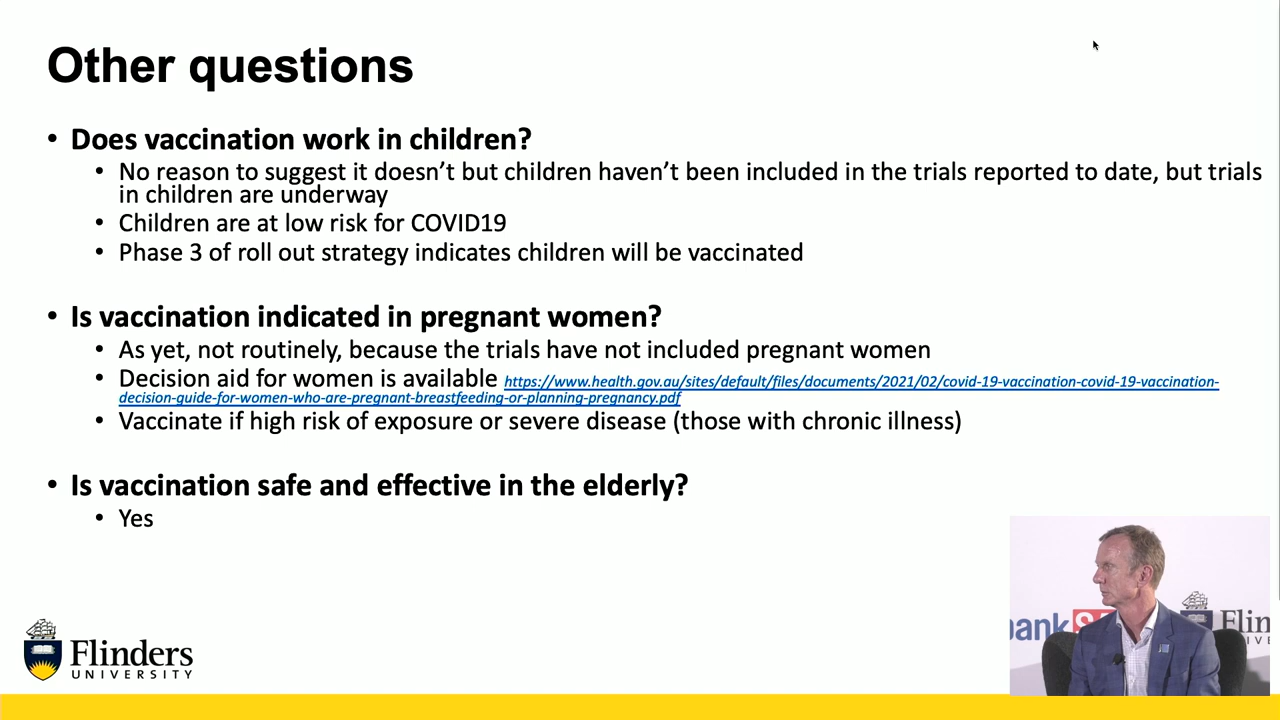 Other questions
• Does vaccination work in children?
• No reason to suggest it doesn’t but children haven’t been included in the trials reported to date, but trials
in children are underway
• Children are at low risk for COVID19
• Phase 3 of roll out strategy indicates children will be vaccinated
• Is vaccination indicated in pregnant women?
• As yet, not routinely, because the trials have not included pregnant women
• Decision aid for women is available https://www.health.gov.au/sites/default/files/documents/2021/02/covid-19-vaccination-covid-19-vaccination-
decision-guide-for-women-who-are-pregnant-breastfeeding-or-planning-pregnancy.pdf
• Vaccinate if high risk of exposure or severe disease (those with chronic illness)
• Is vaccination safe and effective in the elderly?
• Yes
bank
Flin
Flinders
UNIVERSITY